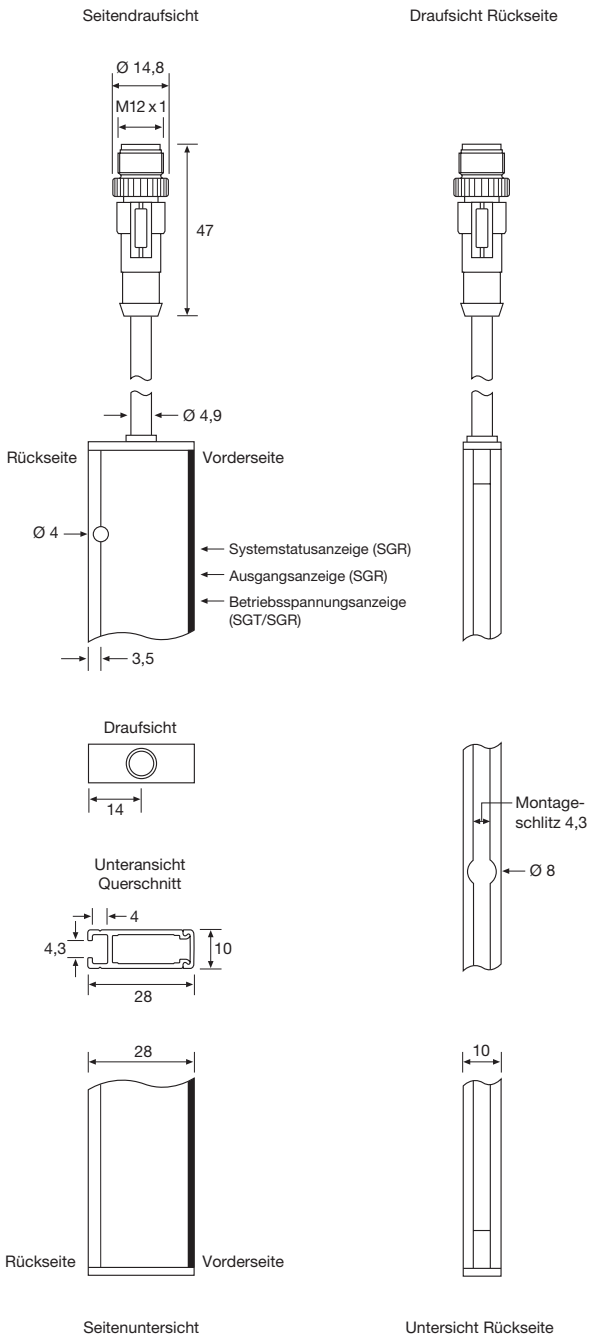 Seitendraufsicht
Draufsicht Rückseite
Ø 14,8
M12 x 1
47
Ø 4,9
Rückseite
Vorderseite
Ø 4
Systemstatusanzeige (SGR)
Ausgangsanzeige (SGR)
Betriebsspannungsanzeige
(SGT/SGR)
3,5
Draufsicht
14
Montage-
schlitz 4,3
Ø 8
Unteransicht
Querschnitt
4
4,3
10
28
28
10
Rückseite
Vorderseite
Seitenuntersicht
Untersicht Rückseite